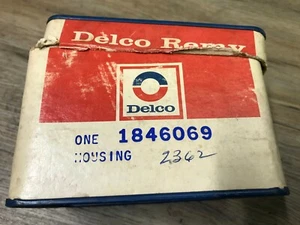 Delco Remy
Delco
ONE 1846069
HOUSING 2362